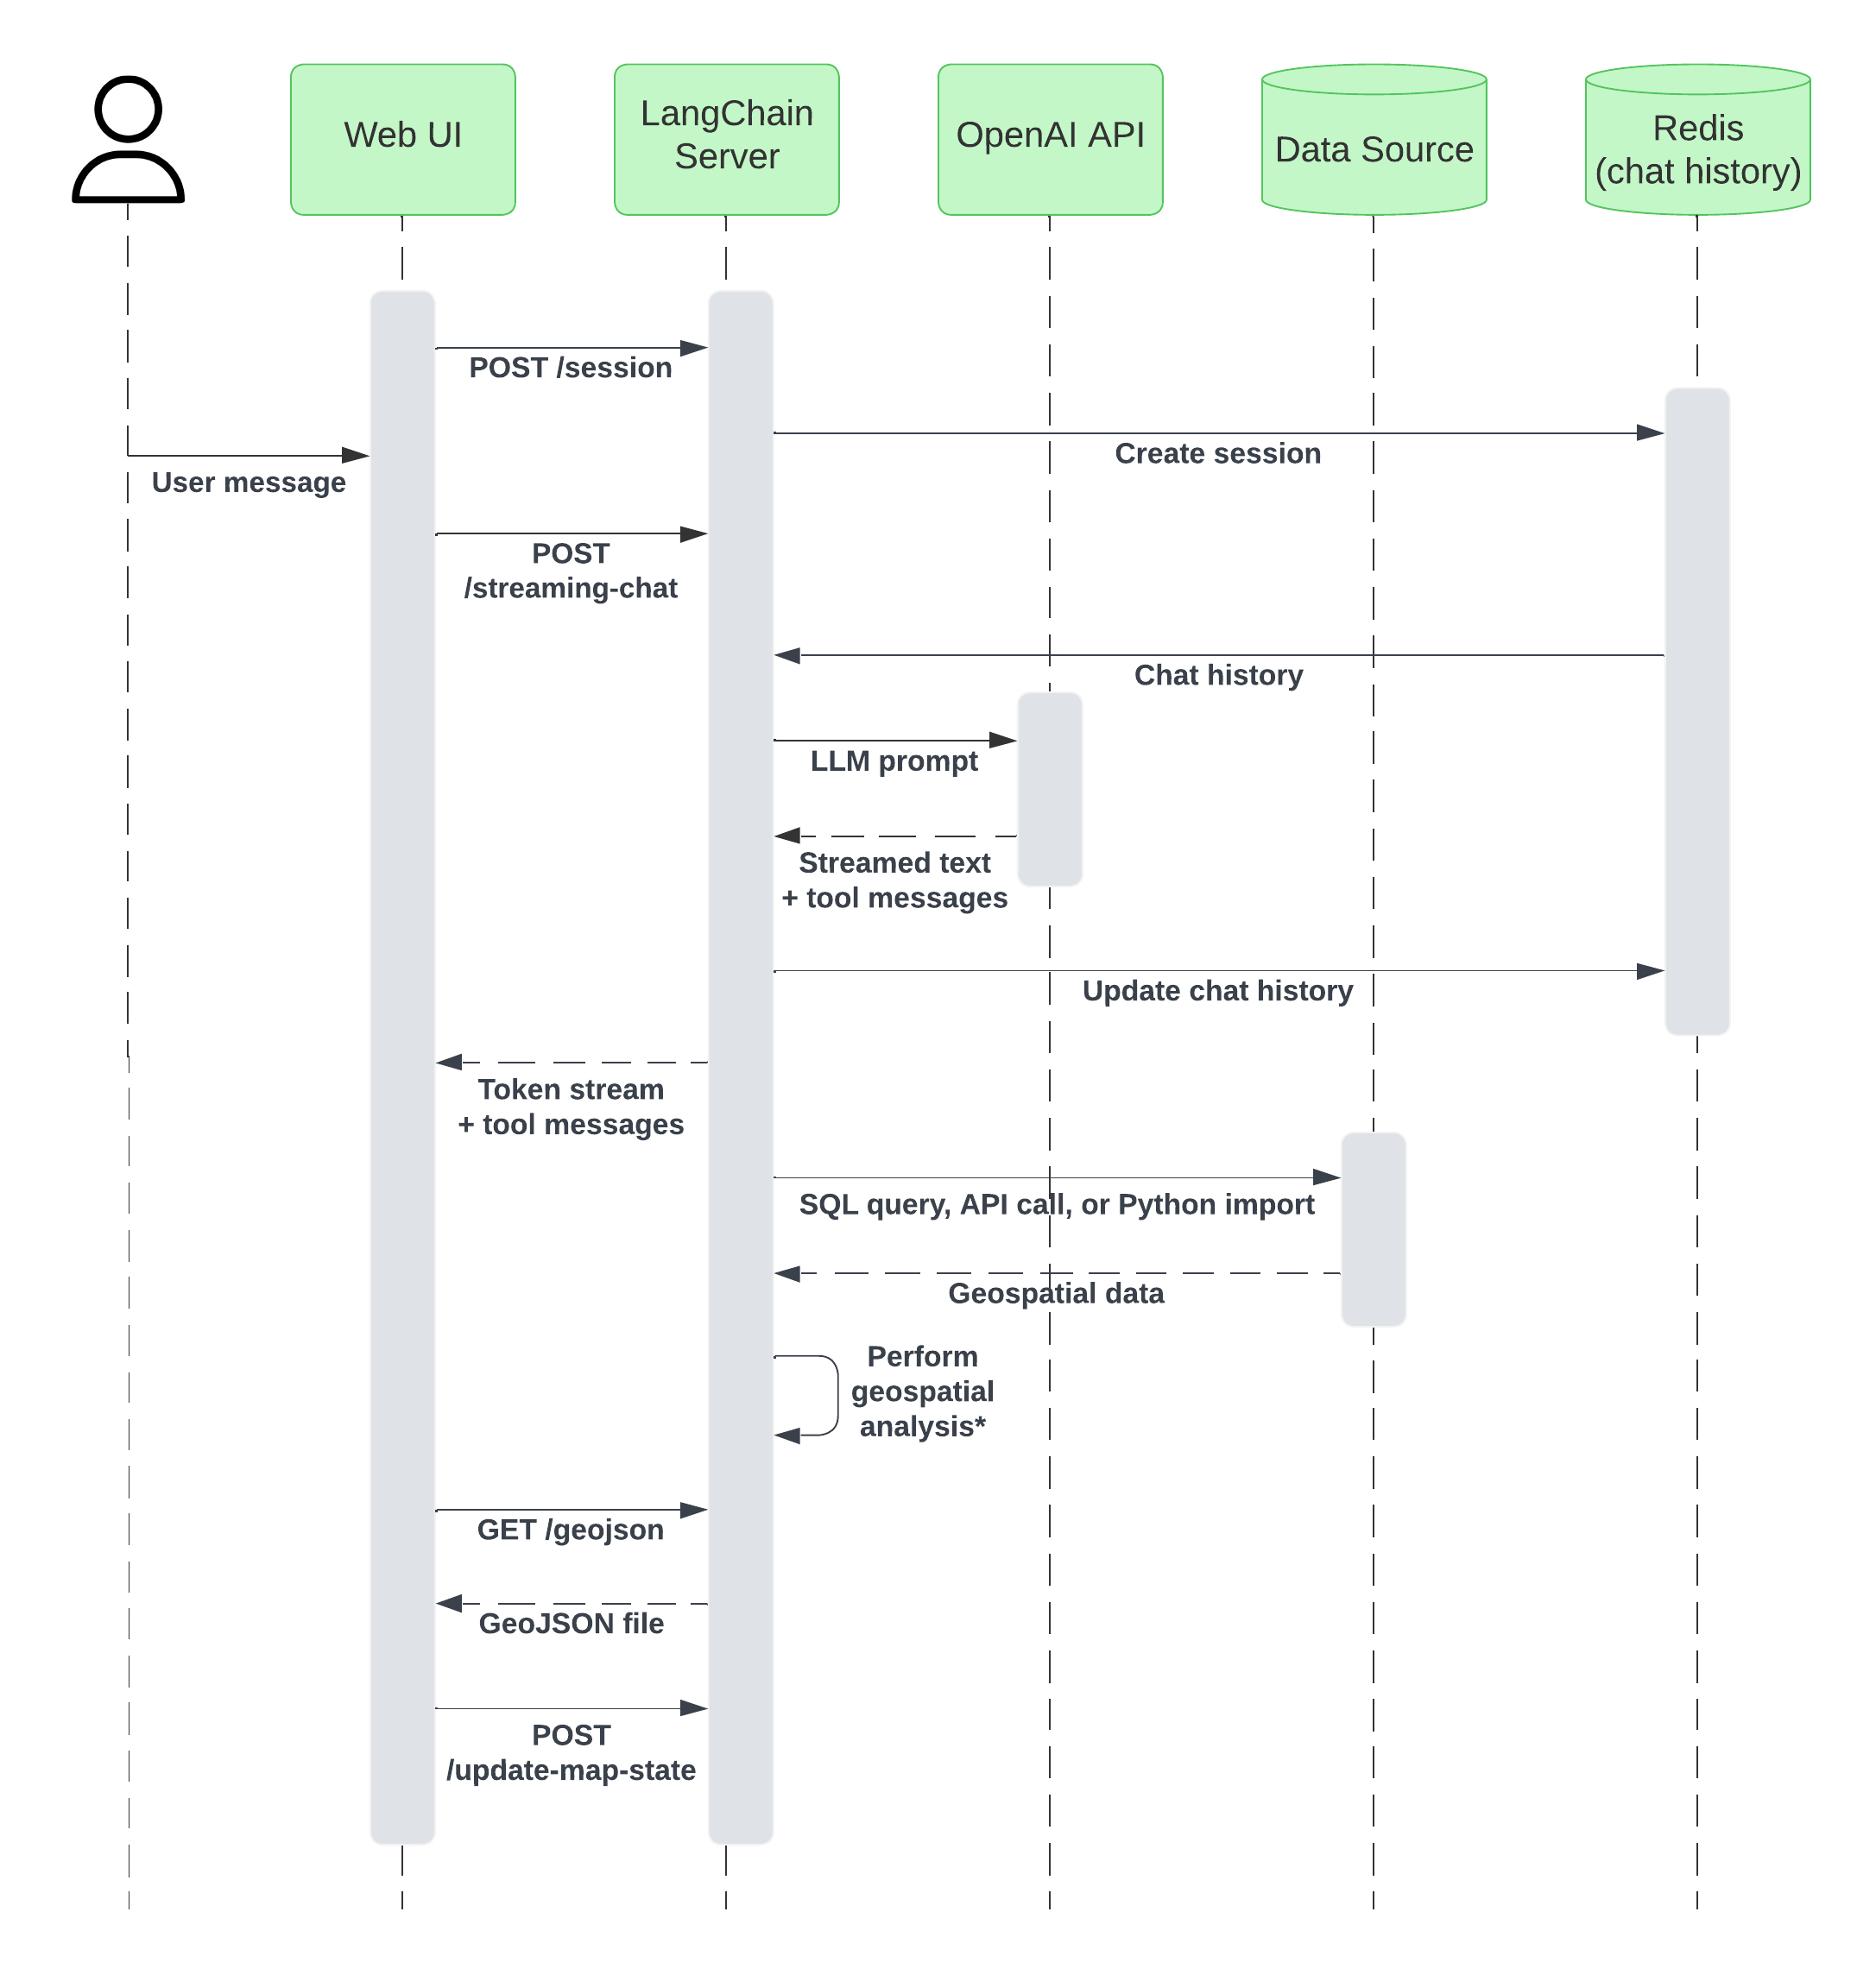 Web UI
LangChain
Server
OpenAI API
Data Source
Redis
(chat history)
POST /session
Create session
User message
POST
/streaming-chat
Chat history
LLM prompt
Streamed text
+ tool messages
Update chat history
Token stream
+ tool messages
SQL query, API call, or Python import
Geospatial data
Perform
geospatial
analysis*
GET /geojson
GeoJSON file
POST
/update-map-state